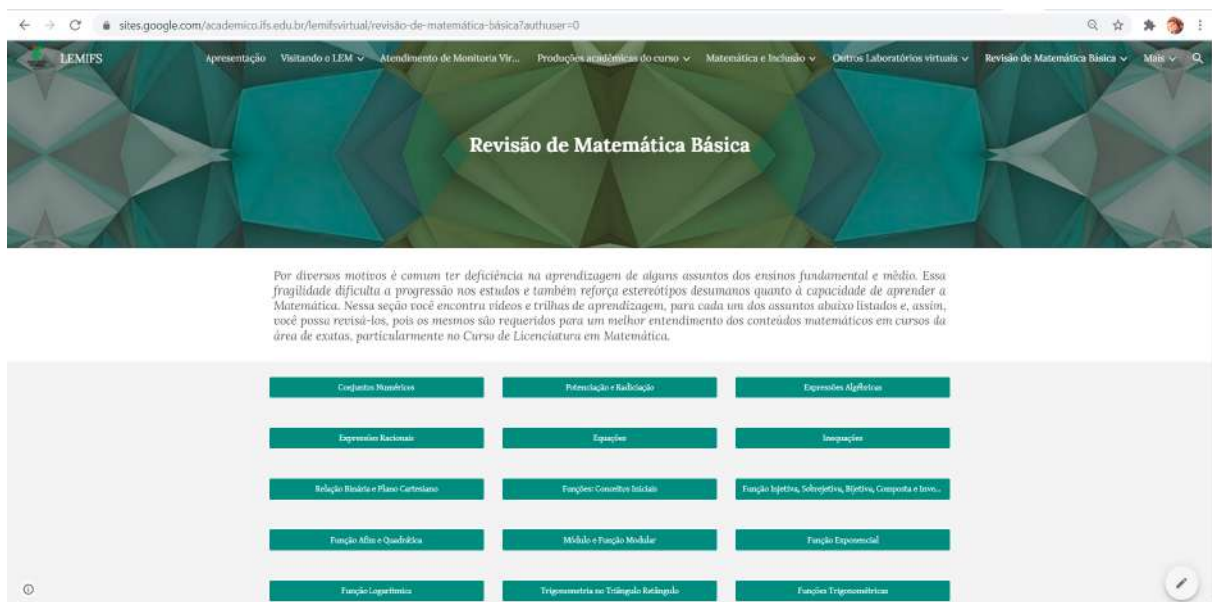 sites.google.com/academico.ifs.edu.br/lemifsvirtual/revisão-de-matemática-básica?authuser=0
LEMIFS Apresentação Visitando o LEM Atendimento de Monitoria Vir... Produções acadêmicas do curso Matemática e Inclusão Outros Laboratórios virtuais Revisão de Matemática Básica Mais
Revisão de Matemática Básica
Por diversos motivos é comum ter deficiência na aprendizagem de alguns assuntos dos ensinos fundamental e médio. Essa
fragilidade dificulta a progressão nos estudos e também reforça estereótipos desumanos quanto à capacidade de aprender a
Matemática. Nessa seção você encontra vídeos e trilhas de aprendizagem, para cada um dos assuntos abaixo listados e, assim,
você possa revisá-los, pois os mesmos são requeridos para um melhor entendimento dos conteúdos matemáticos em cursos da
área de exatas, particularmente no Curso de Licenciatura em Matemática.
Conjuntos Numéricos Potenciação e Radiciação Expressões Algébricas
Expressões Racionais Equações Inequações
Relação Binária e Plano Cartesiano Funções: Conceitos Iniciais Função Injetiva, Sobrejetiva, Bijetiva, Composta e Inve...
Função Afim e Quadrática Módulo e Função Modular Função Exponencial
Função Logarítmica Trigonometria no Triângulo Retângulo Funções Trigonométricas